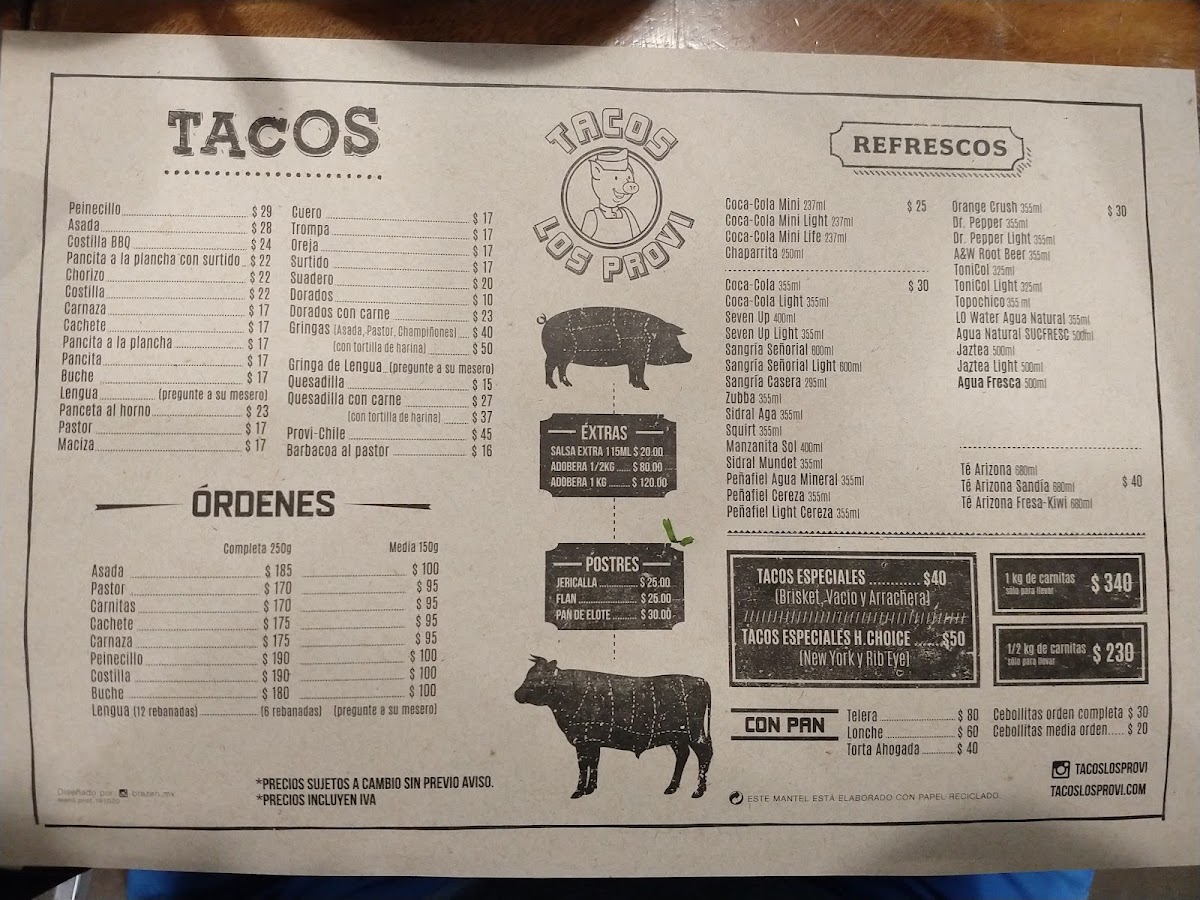 TACOS
Peinecillo $ 29
Asada $ 28
Costilla BBQ $ 24
Pancita a la plancha con surtido $ 22
Chorizo $ 22
Costilla $ 22
Carnaza $ 17
Cachete $ 17
Pancita a la plancha $ 17
Pancita $ 17
Buche $ 17
Lengua (pregunte a su mesero)
Panceta al horno $ 23
Pastor $ 17
Maciza $ 17
Cuero $ 17
Trompa $ 17
Oreja $ 17
Surtido $ 17
Suadero $ 20
Dorados $ 10
Dorados con carne $ 23
Gringas (Asada, Pastor, Champiñones) $ 40
(con tortilla de harina) $ 50
Gringa de Lengua (pregunte a su mesero)
Quesadilla $ 15
Quesadilla con carne $ 27
(con tortilla de harina) $ 37
Provi-Chile $ 45
Barbacoa al pastor $ 16
ÓRDENES
Completa 250g Media 150g
Asada $ 185 $ 100
Pastor $ 170 $ 95
Carnitas $ 170 $ 95
Cachete $ 175 $ 95
Carnaza $ 175 $ 95
Peinecillo $ 190 $ 100
Costilla $ 190 $ 100
Buche $ 180 $ 100
Lengua (12 rebanadas) (6 rebanadas) (pregunte a su mesero)
*PRECIOS SUJETOS A CAMBIO SIN PREVIO AVISO.
*PRECIOS INCLUYEN IVA
Diseñado por brazen_mx
TACOS
LOS PROVI
ÉXTRAS
SALSA EXTRA 115ML $ 20.00
ADOBERA 1/2KG $ 80.00
ADOBERA 1 KG $ 120.00
POSTRES
JERICALLA $ 25.00
FLAN $ 25.00
PAN DE ELOTE $ 30.00
REFRESCOS
Coca-Cola Mini 237ml $ 25
Coca-Cola Mini Light 237ml
Coca-Cola Mini Life 237ml
Chaparrita 250ml
Coca-Cola 355ml $ 30
Coca-Cola Light 355ml
Seven Up 400ml
Seven Up Light 355ml
Sangría Señorial 600ml
Sangría Señorial Light 600ml
Sangría Casera 295ml
Zubba 355ml
Sidral Aga 355ml
Squirt 355ml
Manzanita Sol 400ml
Sidral Mundet 355ml
Peñafiel Agua Mineral 355ml
Peñafiel Cereza 355ml
Peñafiel Light Cereza 355ml
Orange Crush 355ml $ 30
Dr. Pepper 355ml
Dr. Pepper Light 355ml
A&W Root Beer 355ml
ToniCol 325ml
ToniCol Light 325ml
Topochico 355 ml
LO Water Agua Natural 355ml
Agua Natural SUCFRESC 500ml
Jaztea 500ml
Jaztea Light 500ml
Agua Fresca 500ml
Té Arizona 680ml
Té Arizona Sandía 680ml $ 40
Té Arizona Fresa-Kiwi 680ml
TACOS ESPECIALES $40
(Brisket, Vacio y Arrachera)
TACOS ESPECIALES H. CHOICE $50
(New York y Rib Eye)
1 kg de carnitas $ 340
sólo para llevar
1/2 kg de carnitas $ 230
sólo para llevar
CON PAN
Telera $ 80
Lonche $ 60
Torta Ahogada $ 40
Cebollitas orden completa $ 30
Cebollitas media orden $ 20
TACOSLOSPROVI
TACOSLOSPROVI.COM
ESTE MANTEL ESTÁ ELABORADO CON PAPEL RECICLADO.